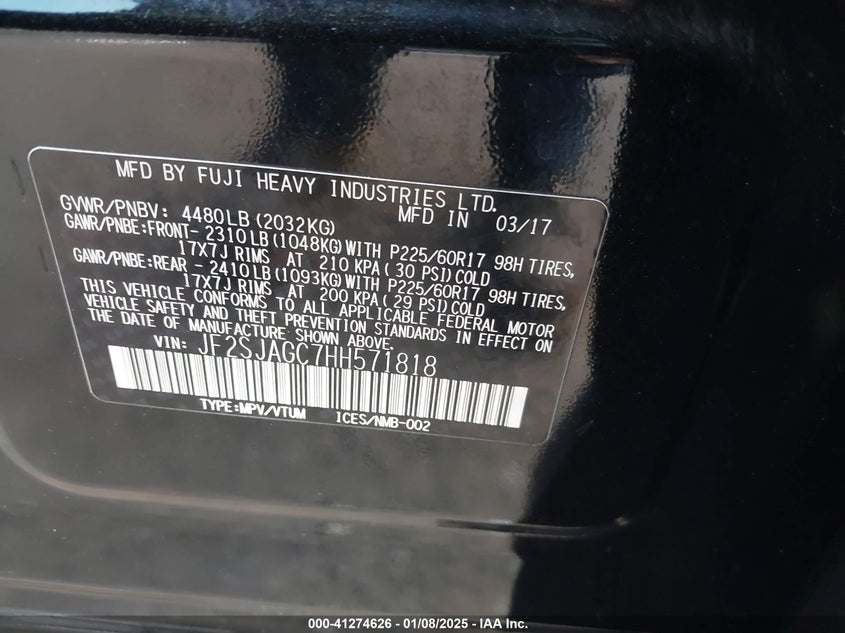 MFD BY FUJI HEAVY INDUSTRIES LTD.
MFD IN 03/17
GVWR/PNBV: 4480LB (2032KG)
GAWR/PNBE:FRONT- 2310LB (1048KG) WITH P225/60R17 98H TIRES,
17X7J RIMS AT 210 KPA ( 30 PSI) COLD
GAWR/PNBE:REAR - 2410LB (1093KG) WITH P225/60R17 98H TIRES,
17X7J RIMS AT 200 KPA ( 29 PSI) COLD
THIS VEHICLE CONFORMS TO ALL APPLICABLE FEDERAL MOTOR
VEHICLE SAFETY AND THEFT PREVENTION STANDARDS IN EFFECT ON
THE DATE OF MANUFACTURE SHOWN ABOVE.
VIN: JF2SJAGC7HH571818
TYPE:MPV/VTUM ICES/NMB-002
000-41274626 - 01/08/2025 - IAA Inc.